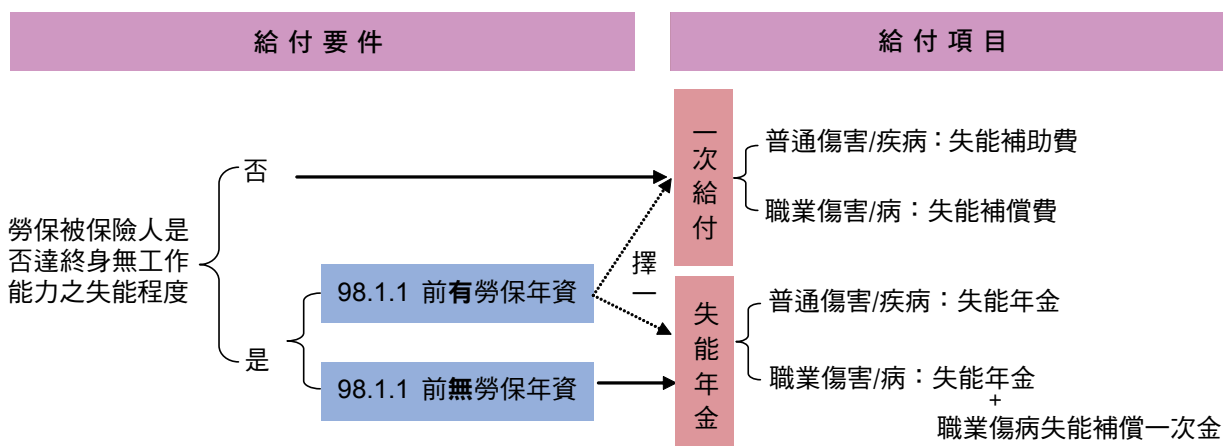 給付要件
給付項目
勞保被保險人是
否達終身無工作
能力之失能程度
否
是
98.1.1 前有勞保年資
98.1.1 前無勞保年資
擇一
一次給付
普通傷害/疾病：失能補助費
職業傷害/病：失能補償費
失能年金
普通傷害/疾病：失能年金
職業傷害/病：失能年金
+
職業傷病失能補償一次金